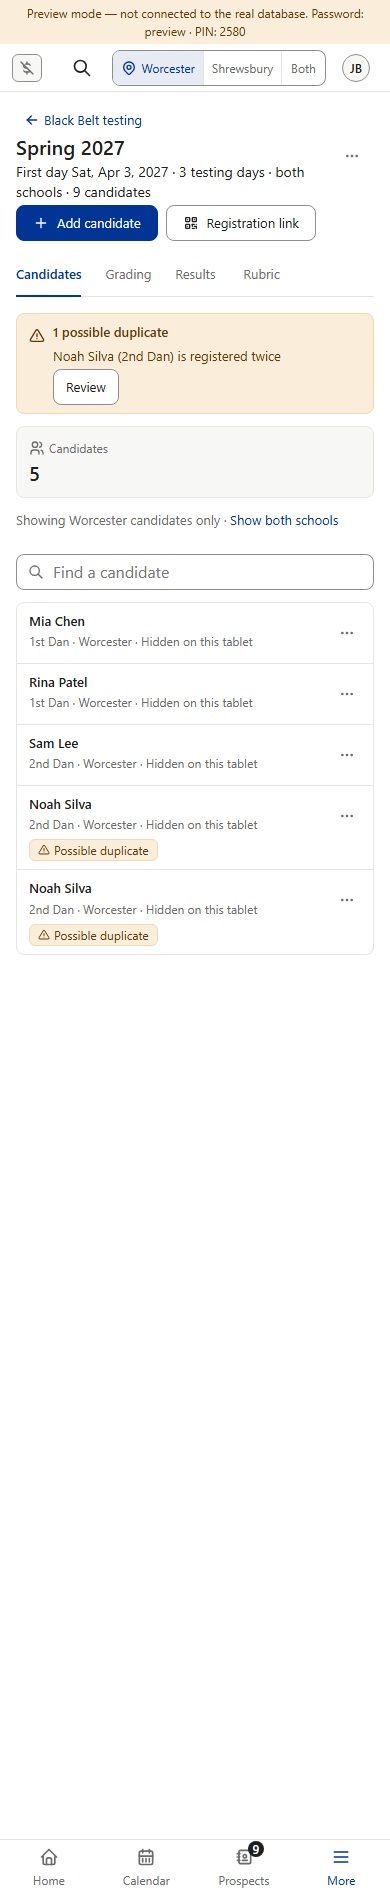 Preview mode — not connected to the real database. Password:
preview · PIN: 2580
Worcester
Shrewsbury
Both
JB
Black Belt testing
Spring 2027
First day Sat, Apr 3, 2027 · 3 testing days · both
schools · 9 candidates
Add candidate
Registration link
Candidates
Grading
Results
Rubric
1 possible duplicate
Noah Silva (2nd Dan) is registered twice
Review
Candidates
5
Showing Worcester candidates only · Show both schools
Find a candidate
Mia Chen
1st Dan · Worcester · Hidden on this tablet
Rina Patel
1st Dan · Worcester · Hidden on this tablet
Sam Lee
2nd Dan · Worcester · Hidden on this tablet
Noah Silva
2nd Dan · Worcester · Hidden on this tablet
Possible duplicate
Noah Silva
2nd Dan · Worcester · Hidden on this tablet
Possible duplicate
9
Home
Calendar
Prospects
More